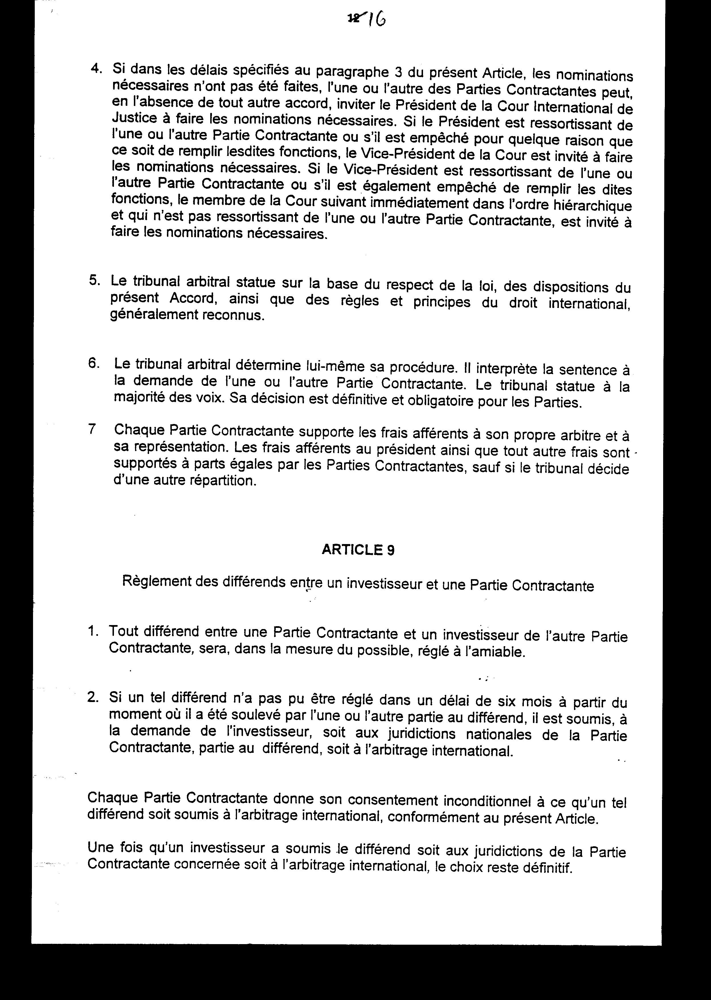 12 16
4. Si dans les délais spécifiés au paragraphe 3 du présent Article, les nominations
nécessaires n'ont pas été faites, l'une ou l'autre des Parties Contractantes peut,
en l'absence de tout autre accord, inviter le Président de la Cour International de
Justice à faire les nominations nécessaires. Si le Président est ressortissant de
l'une ou l'autre Partie Contractante ou s'il est empêché pour quelque raison que
ce soit de remplir lesdites fonctions, le Vice-Président de la Cour est invité à faire
les nominations nécessaires. Si le Vice-Président est ressortissant de l'une ou
l'autre Partie Contractante ou s'il est également empêché de remplir les dites
fonctions, le membre de la Cour suivant immédiatement dans l'ordre hiérarchique
et qui n'est pas ressortissant de l'une ou l'autre Partie Contractante, est invité à
faire les nominations nécessaires.
5. Le tribunal arbitral statue sur la base du respect de la loi, des dispositions du
présent Accord, ainsi que des règles et principes du droit international,
généralement reconnus.
6. Le tribunal arbitral détermine lui-même sa procédure. Il interprète la sentence à
la demande de l'une ou l'autre Partie Contractante. Le tribunal statue à la
majorité des voix. Sa décision est définitive et obligatoire pour les Parties.
7 Chaque Partie Contractante supporte les frais afférents à son propre arbitre et à
sa représentation. Les frais afférents au président ainsi que tout autre frais sont
supportés à parts égales par les Parties Contractantes, sauf si le tribunal décide
d'une autre répartition.
ARTICLE 9
Règlement des différends entre un investisseur et une Partie Contractante
1. Tout différend entre une Partie Contractante et un investisseur de l'autre Partie
Contractante, sera, dans la mesure du possible, réglé à l'amiable.
2. Si un tel différend n'a pas pu être réglé dans un délai de six mois à partir du
moment où il a été soulevé par l'une ou l'autre partie au différend, il est soumis, à
la demande de l'investisseur, soit aux juridictions nationales de la Partie
Contractante, partie au différend, soit à l'arbitrage international.
Chaque Partie Contractante donne son consentement inconditionnel à ce qu'un tel
différend soit soumis à l'arbitrage international, conformément au présent Article.
Une fois qu'un investisseur a soumis le différend soit aux juridictions de la Partie
Contractante concernée soit à l'arbitrage international, le choix reste définitif.